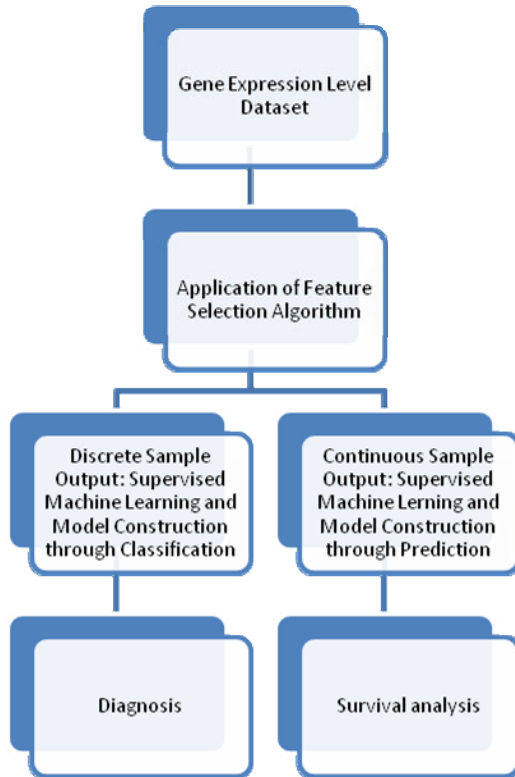 Gene Expression Level
Dataset
Application of Feature
Selection Algorithm
Discrete Sample
Output: Supervised
Machine Learning and
Model Construction
through Classification
Continuous Sample
Output: Supervised
Machine Lerning and
Model Construction
through Prediction
Diagnosis
Survival analysis